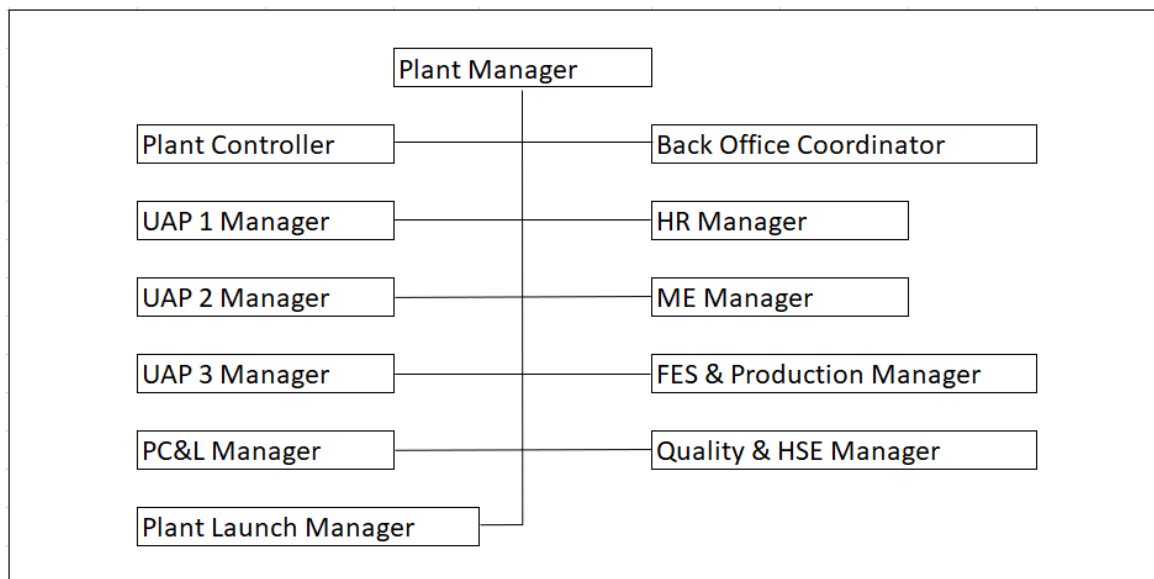 Plant Manager
Plant Controller
Back Office Coordinator
UAP 1 Manager
HR Manager
UAP 2 Manager
ME Manager
UAP 3 Manager
FES & Production Manager
PC&L Manager
Quality & HSE Manager
Plant Launch Manager